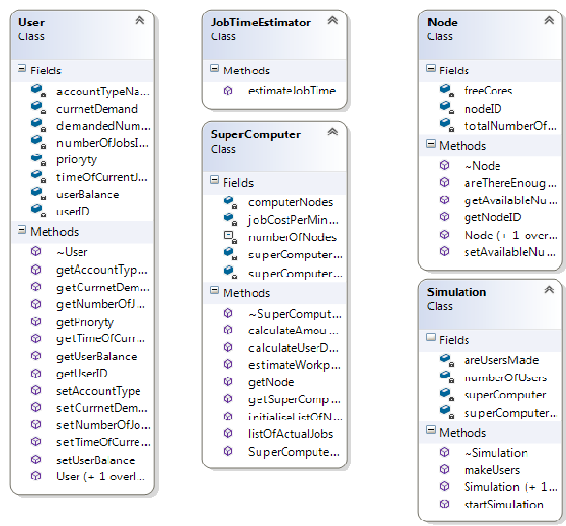 User
Class
Fields
accountTypeNa...
currnetDemand
demandedNum...
numberOfJobsI...
prioryty
timeOfCurrentJ...
userBalance
userID
Methods
~User
getAccountTyp...
getCurrnetDem...
getNumberOfJ...
getPrioryty
getTimeOfCurr...
getUserBalance
getUserID
setAccountType
setCurrnetDem...
setNumberOfJo...
setTimeOfCurre...
setUserBalance
User (+ 1 overl...
JobTimeEstimator
Class
Methods
estimateJobTime
SuperComputer
Class
Fields
computerNodes
jobCostPerMin...
numberOfNodes
superComputer...
superComputer...
Methods
~SuperComput...
calculateAmou...
calculateUserD...
estimateWorkp...
getNode
getSuperComp...
initialiseListOfN...
listOfActualJobs
SuperCompute...
Node
Class
Fields
freeCores
nodeID
totalNumberOf...
Methods
~Node
areThereEnoug...
getAvailableNu...
getNodeID
Node (+ 1 over...
setAvailableNu...
Simulation
Class
Fields
areUsersMade
numberOfUsers
superComputer
superComputer...
Methods
~Simulation
makeUsers
Simulation (+ 1...
startSimulation